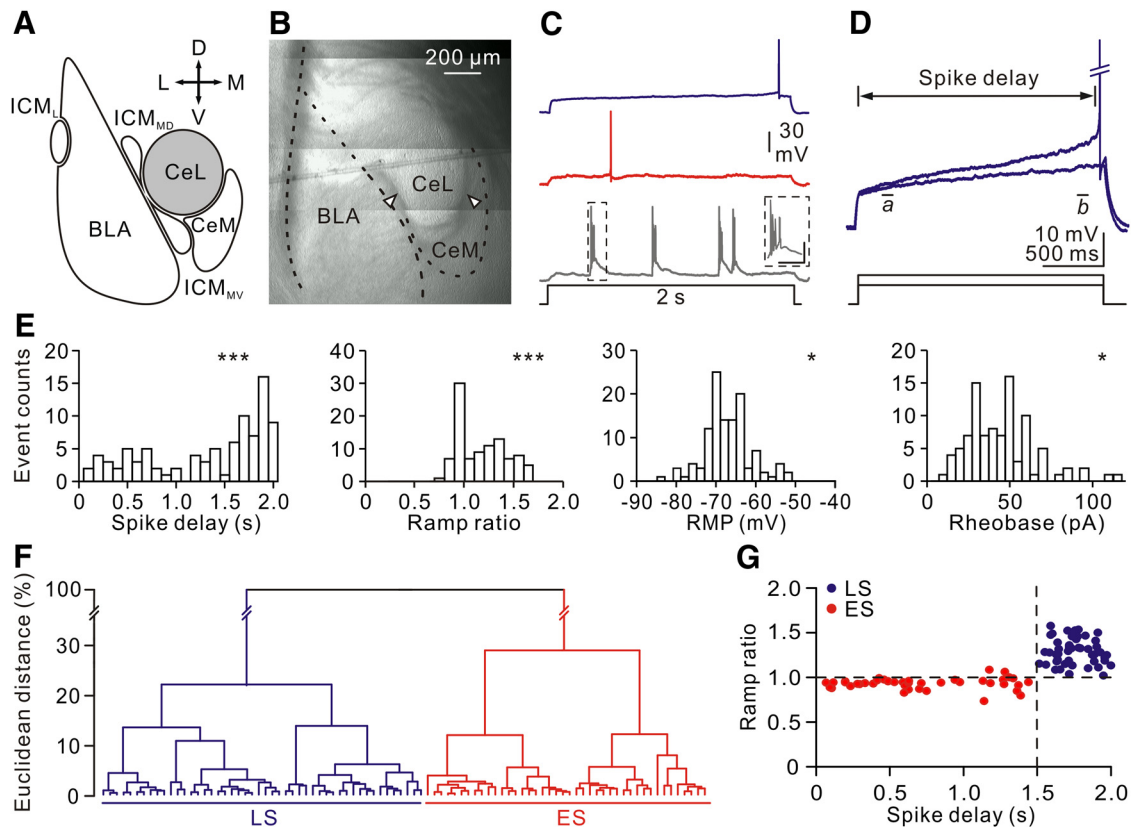 A
D
L
M
V
ICM L
ICM MD
CeL
BLA
CeM
ICM MV
B
200 µm
CeL
BLA
CeM
C
30
mV
2 s
D
Spike delay
a
b
10 mV
500 ms
E
Event counts
20
15
10
5
0
0
0.5
1.0
1.5
2.0
Spike delay (s)
***
40
30
20
10
0
0
0.5
1.0
1.5
2.0
Ramp ratio
***
30
20
10
0
-90
-80
-70
-60
-50
-40
RMP (mV)
*
20
15
10
5
0
0
50
100
Rheobase (pA)
*
F
Euclidean distance (%)
100
30
20
10
0
LS
ES
G
LS
ES
Ramp ratio
2.0
1.5
1.0
0.5
0
0
0.5
1.0
1.5
2.0
Spike delay (s)